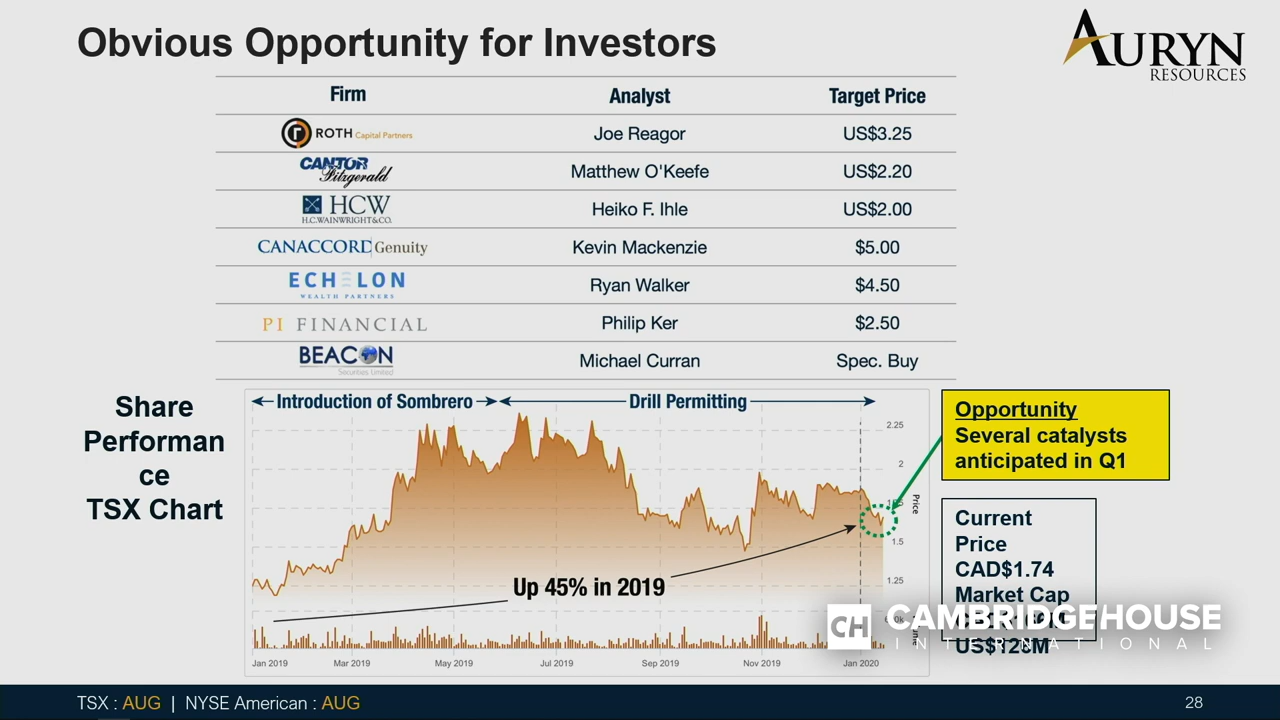 Obvious Opportunity for Investors
AURYN
RESOURCES
Firm Analyst Target Price
ROTH Capital Partners Joe Reagor US$3.25
CANTOR Fitzgerald Matthew O'Keefe US$2.20
HCW
H.C.WAINWRIGHT&CO. Heiko F. Ihle US$2.00
CANACCORD Genuity Kevin Mackenzie $5.00
ECHELON
WEALTH PARTNERS Ryan Walker $4.50
PI FINANCIAL Philip Ker $2.50
BEACON
Securities Limited Michael Curran Spec. Buy
Share
Performan
ce
TSX Chart
Introduction of Sombrero Drill Permitting
2.25
2
Price
1.5
1.25
Up 45% in 2019
Jan 2019 Mar 2019 May 2019 Jul 2019 Sep 2019 Nov 2019 Jan 2020
Opportunity
Several catalysts
anticipated in Q1
Current
Price
CAD$1.74
Market Cap
CH CAMBRIDGE HOUSE
INTERNATIONAL
TSX : AUG | NYSE American : AUG
28